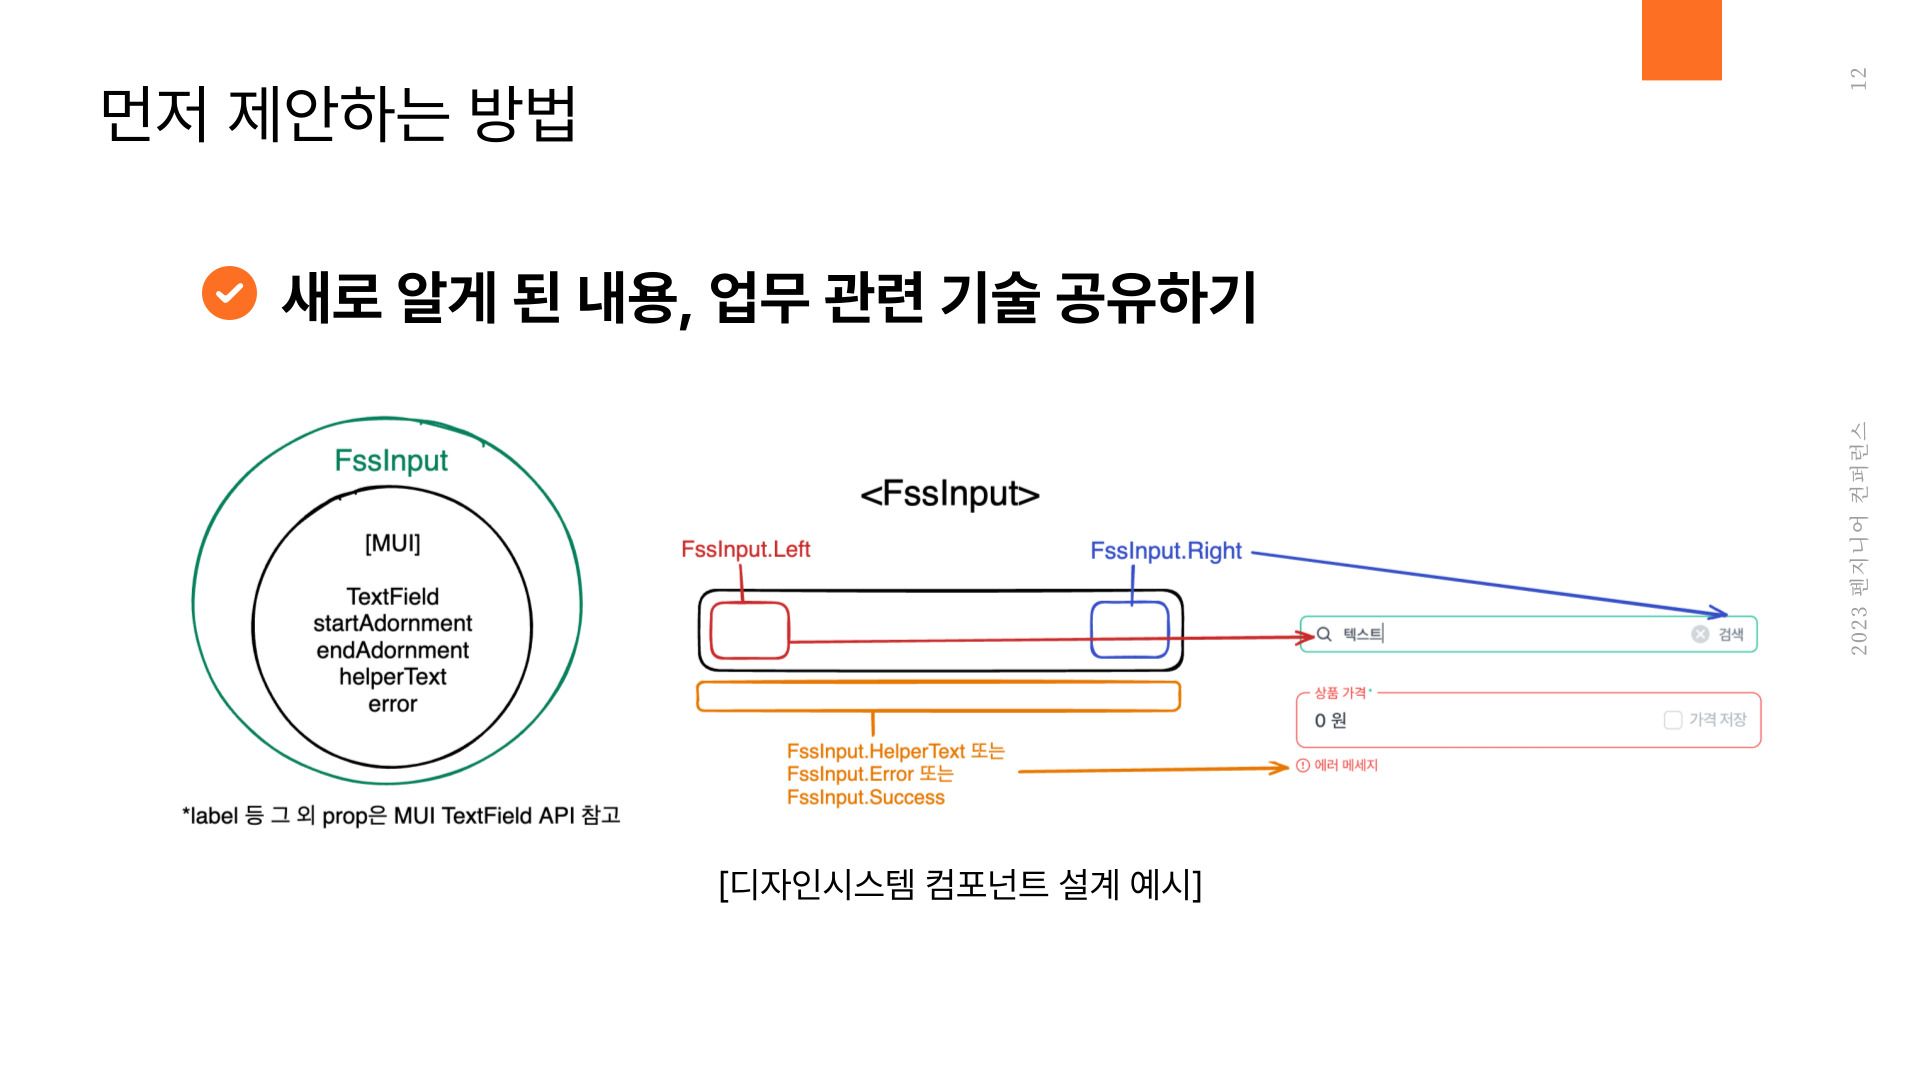 먼저 제안하는 방법
12
새로 알게 된 내용, 업무 관련 기술 공유하기
FssInput
[MUI]
TextField
startAdornment
endAdornment
helperText
error
*label 등 그 외 prop은 MUI TextField API 참고
<FssInput>
FssInput.Left
FssInput.Right
FssInput.HelperText 또는
FssInput.Error 또는
FssInput.Success
텍스트
검색
상품 가격*
0 원
가격 저장
에러 메세지
[디자인시스템 컴포넌트 설계 예시]
2023 펜지니어 컨퍼런스